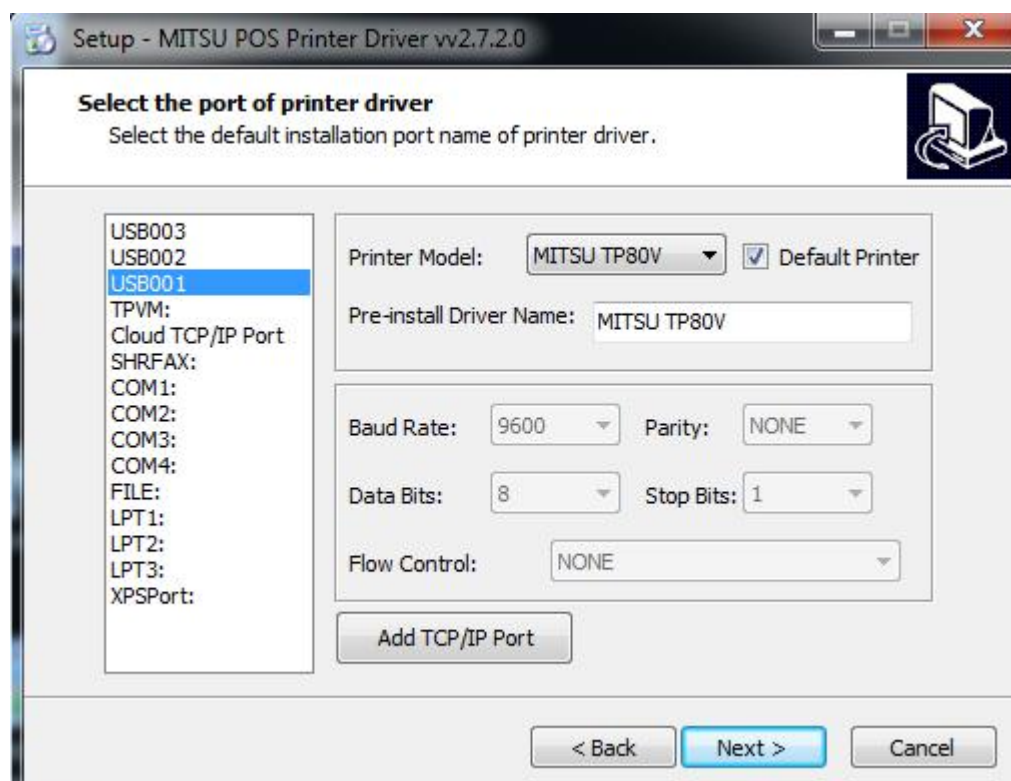 Setup - MITSU POS Printer Driver vv2.7.2.0
Select the port of printer driver
Select the default installation port name of printer driver.
USB003
USB002
USB001
TPVM:
Cloud TCP/IP Port
SHRFAX:
COM1:
COM2:
COM3:
COM4:
FILE:
LPT1:
LPT2:
LPT3:
XPSPort:
Printer Model: MITSU TP80V Default Printer
Pre-install Driver Name: MITSU TP80V
Baud Rate: 9600 Parity: NONE
Data Bits: 8 Stop Bits: 1
Flow Control: NONE
Add TCP/IP Port
< Back Next > Cancel